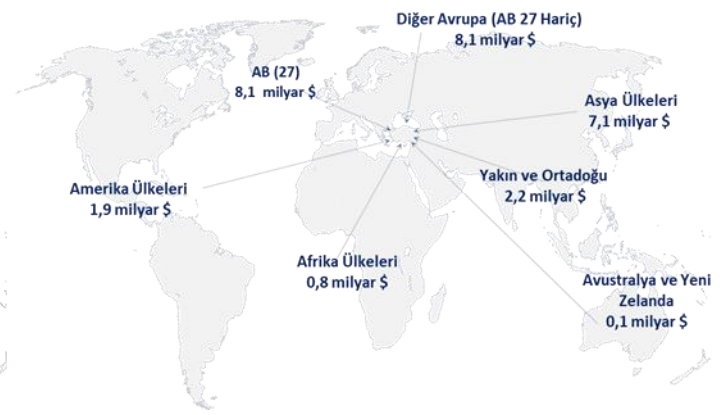 Diğer Avrupa (AB 27 Hariç)
8,1 milyar $
AB (27)
8,1 milyar $
Asya Ülkeleri
7,1 milyar $
Yakın ve Ortadoğu
2,2 milyar $
Amerika Ülkeleri
1,9 milyar $
Afrika Ülkeleri
0,8 milyar $
Avustralya ve Yeni
Zelanda
0,1 milyar $